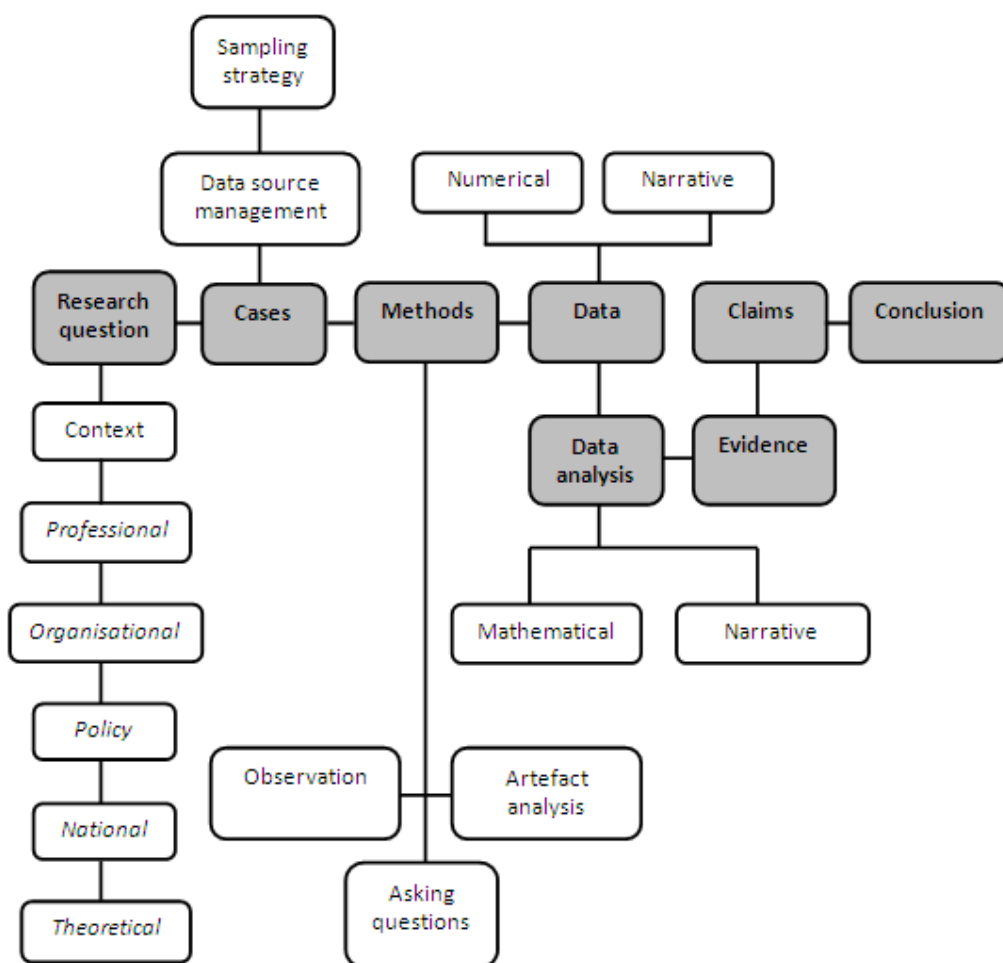 Sampling
strategy
Data source
management
Numerical
Narrative
Research
question
Cases
Methods
Data
Claims
Conclusion
Context
Data
analysis
Evidence
Professional
Organisational
Mathematical
Narrative
Policy
Observation
Artefact
analysis
National
Asking
questions
Theoretical